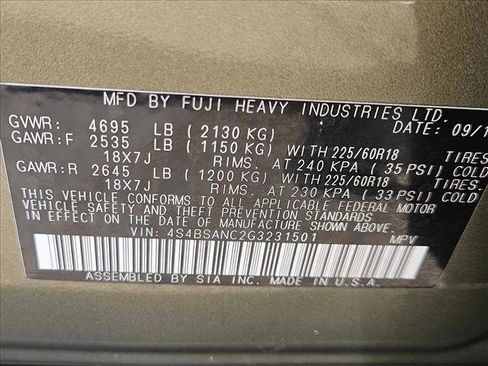 MFD BY FUJI HEAVY INDUSTRIES LTD.
GVWR: 4695 LB (2130 KG) DATE: 09/1
GAWR:F 2535 LB (1150 KG) WITH 225/60R18 TIRES
18X7J RIMS. AT 240 KPA (35 PSI) COLD
GAWR:R 2645 LB (1200 KG) WITH 225/60R18 TIRES
18X7J RIMS. AT 230 KPA (33 PSI) COLD
THIS VEHICLE CONFORMS TO ALL APPLICABLE FEDERAL MOTOR
VEHICLE SAFETY AND THEFT PREVENTION STANDARDS
IN EFFECT ON THE DATE OF MANUFACTURE SHOWN ABOVE.
VIN: 4S4BSANC2G3231501 MPV
ASSEMBLED BY SIA INC. MADE IN U.S.A.